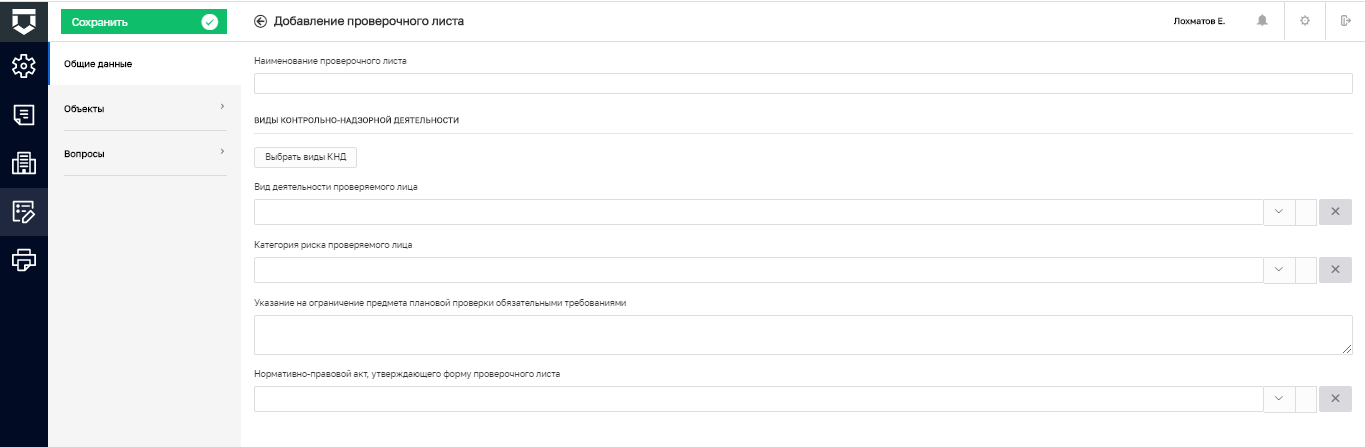 Сохранить
Добавление проверочного листа
Лохматов Е.
Общие данные
Объекты
Вопросы
Наименование проверочного листа
ВИДЫ КОНТРОЛЬНО-НАДЗОРНОЙ ДЕЯТЕЛЬНОСТИ
Выбрать виды КНД
Вид деятельности проверяемого лица
Категория риска проверяемого лица
Указание на ограничение предмета плановой проверки обязательными требованиями
Нормативно-правовой акт, утверждающего форму проверочного листа